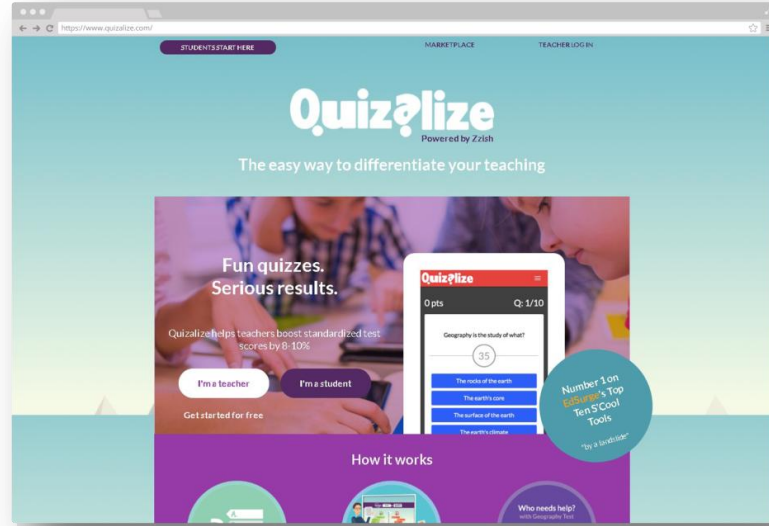 https://www.quizalize.com/
STUDENTS START HERE
MARKETPLACE
TEACHER LOG IN
Quizalize
Powered by Zzish
The easy way to differentiate your teaching
Fun quizzes.
Serious results.
Quizalize helps teachers boost standardized test
scores by 8-10%
I'm a teacher
I'm a student
Get started for free
Quizalize
0 pts
Q: 1/10
Geography is the study of what?
35
The rocks of the earth
The earth's core
The surface of the earth
The earth's climate
Number 1 on
EdSurge's Top
Ten S'Cool
Tools
"by a landslide"
How it works
Who needs help?
with Geography Test